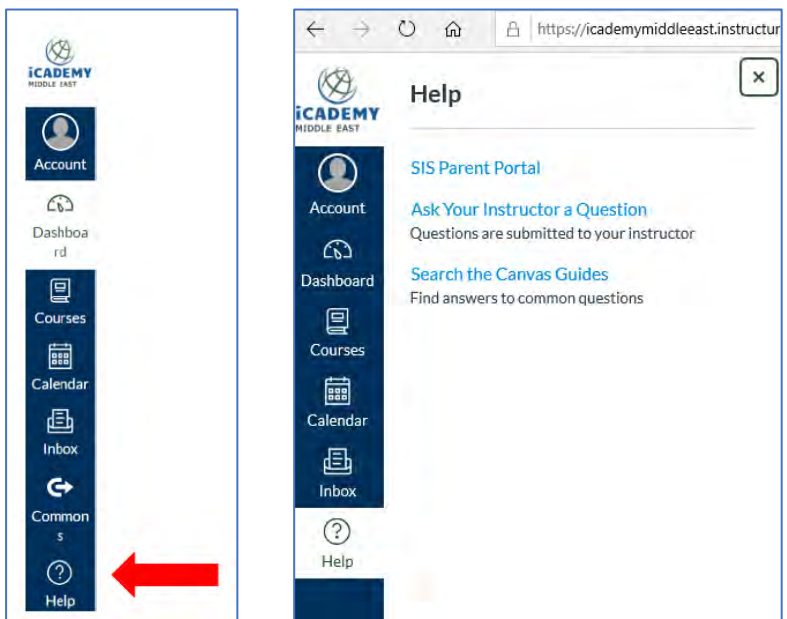 iCADEMY
MIDDLE EAST
Account
Dashboa
rd
Courses
Calendar
Inbox
Common
s
Help
https://icademymiddleeast.instructur
iCADEMY
MIDDLE EAST
Account
Dashboard
Courses
Calendar
Inbox
Help
Help
×
SIS Parent Portal
Ask Your Instructor a Question
Questions are submitted to your instructor
Search the Canvas Guides
Find answers to common questions